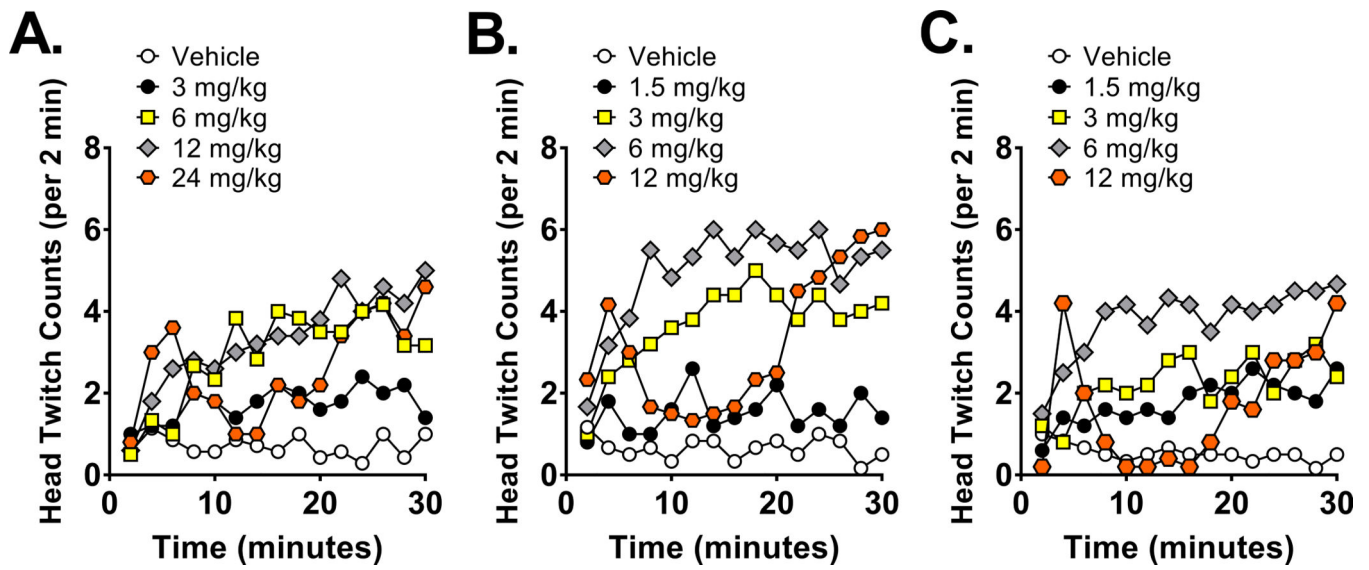 A.
Vehicle
3 mg/kg
6 mg/kg
12 mg/kg
24 mg/kg
Head Twitch Counts (per 2 min)
8
6
4
2
0
0
10
20
30
Time (minutes)
B.
Vehicle
1.5 mg/kg
3 mg/kg
6 mg/kg
12 mg/kg
Head Twitch Counts (per 2 min)
8
6
4
2
0
0
10
20
30
Time (minutes)
C.
Vehicle
1.5 mg/kg
3 mg/kg
6 mg/kg
12 mg/kg
Head Twitch Counts (per 2 min)
8
6
4
2
0
0
10
20
30
Time (minutes)